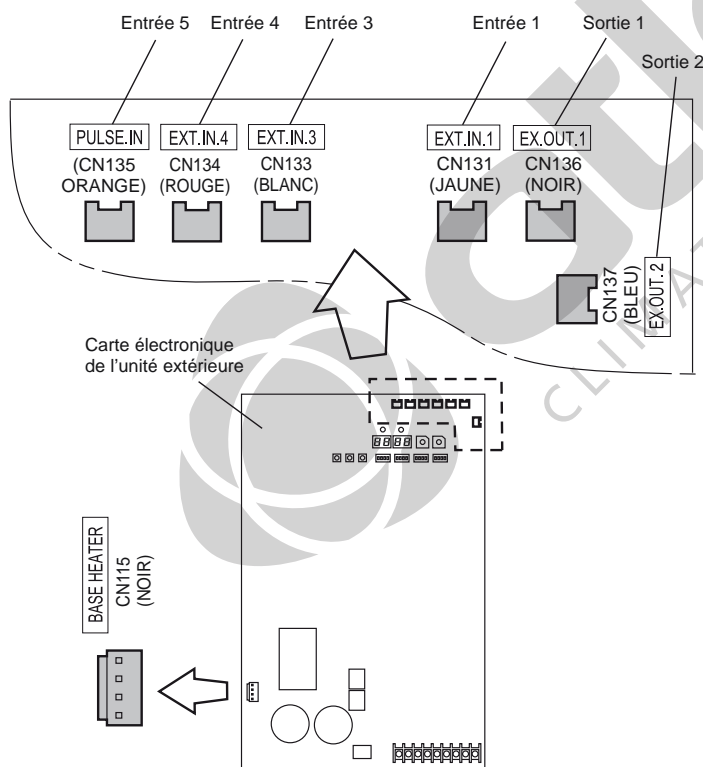 Entrée 5
Entrée 4
Entrée 3
Entrée 1
Sortie 1
Sortie 2
PULSE.IN
EXT.IN.4
EXT.IN.3
EXT.IN.1
EX.OUT.1
(CN135
ORANGE)
CN134
(ROUGE)
CN133
(BLANC)
CN131
(JAUNE)
CN136
(NOIR)
CN137
(BLEU)
EX.OUT.2
Carte électronique
de l'unité extérieure
BASE HEATER
CN115
(NOIR)